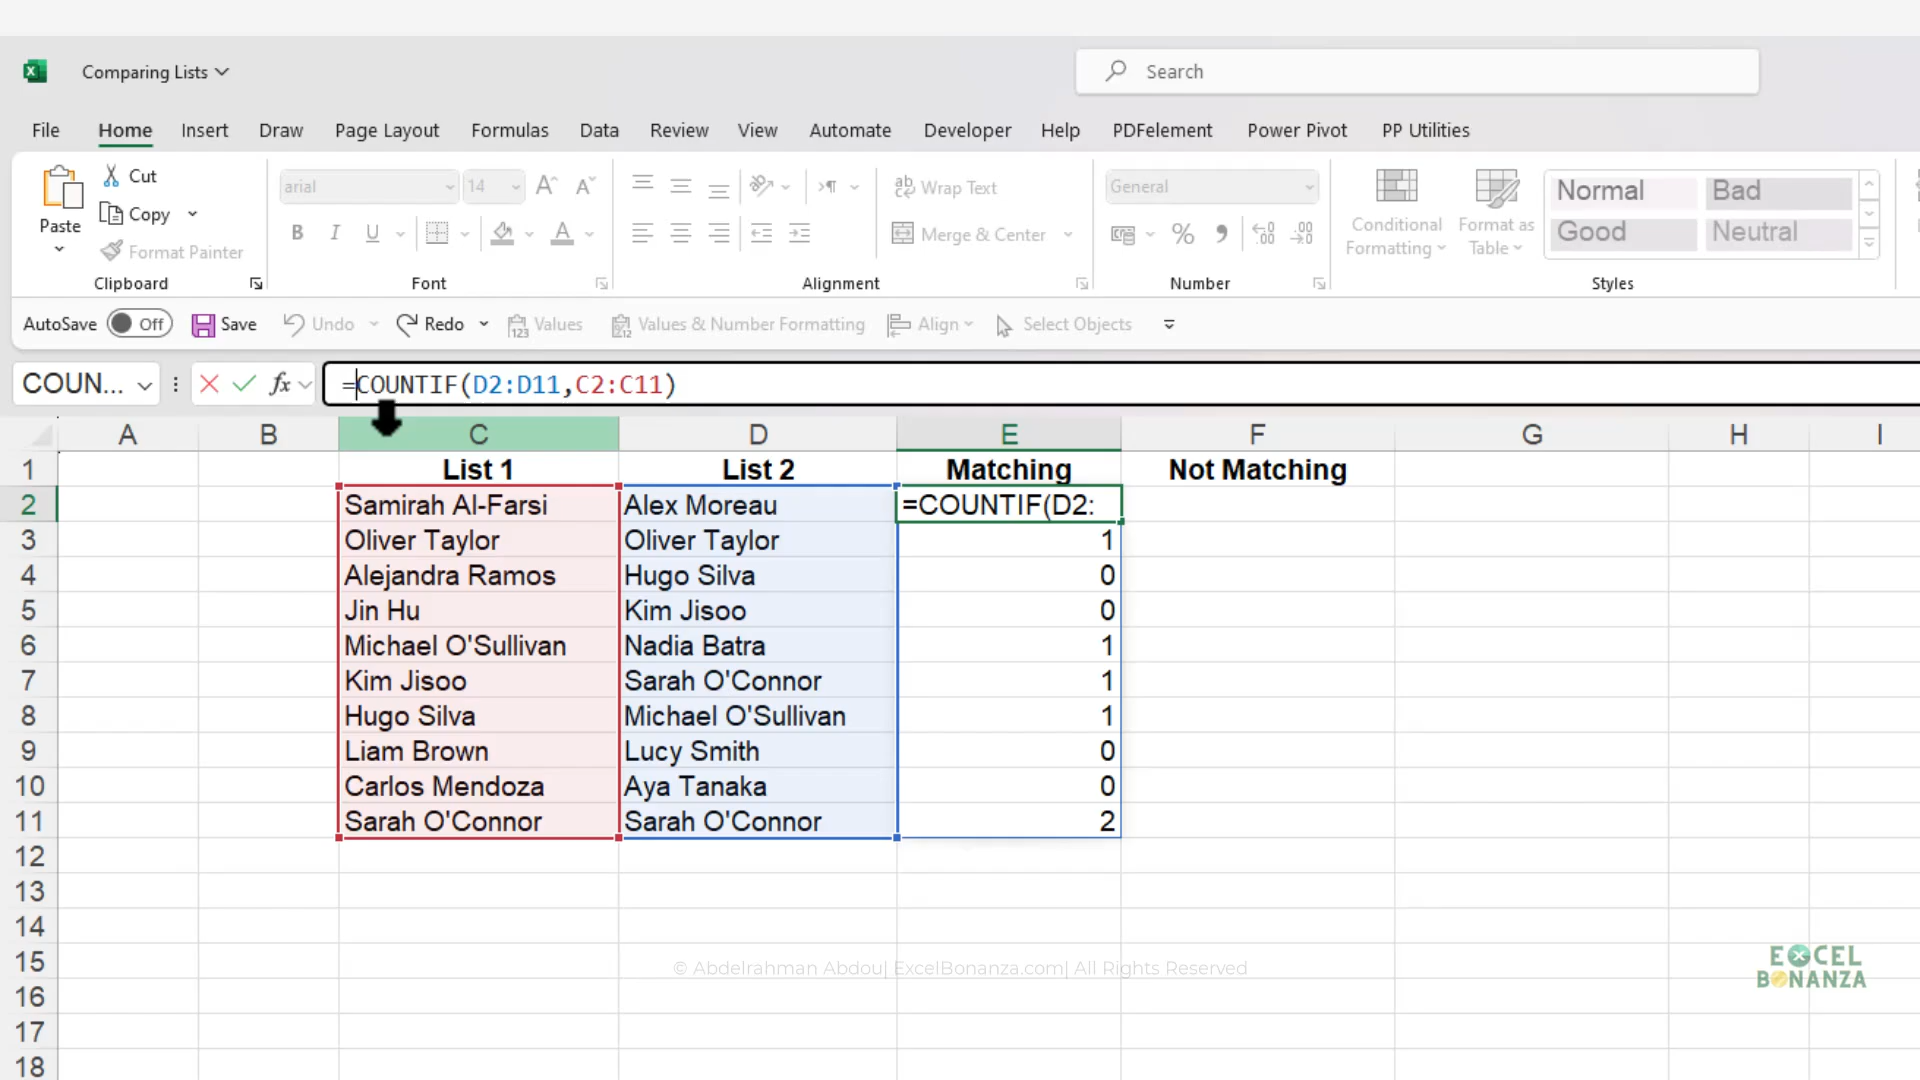 Comparing Lists
Search
File Home Insert Draw Page Layout Formulas Data Review View Automate Developer Help PDFelement Power Pivot PP Utilities
Paste
Cut
Copy
Format Painter
Clipboard
arial 14
B I U A
Font
ab Wrap Text
Merge & Center
Alignment
General
% 9
Number
Conditional Formatting
Format as Table
Normal Bad
Good Neutral
Styles
AutoSave Off Save Undo Redo Values Values & Number Formatting Align Select Objects
COUN... fx =COUNTIF(D2:D11,C2:C11)
A B C D E F G H I
1 List 1 List 2 Matching Not Matching
2 Samirah Al-Farsi Alex Moreau =COUNTIF(D2:
3 Oliver Taylor Oliver Taylor 1
4 Alejandra Ramos Hugo Silva 0
5 Jin Hu Kim Jisoo 0
6 Michael O'Sullivan Nadia Batra 1
7 Kim Jisoo Sarah O'Connor 1
8 Hugo Silva Michael O'Sullivan 1
9 Liam Brown Lucy Smith 0
10 Carlos Mendoza Aya Tanaka 0
11 Sarah O'Connor Sarah O'Connor 2
12
13
14
15
© Abdelrahman Abdou| ExcelBonanza.com| All Rights Reserved
EXCEL
BONANZA
16
17
18